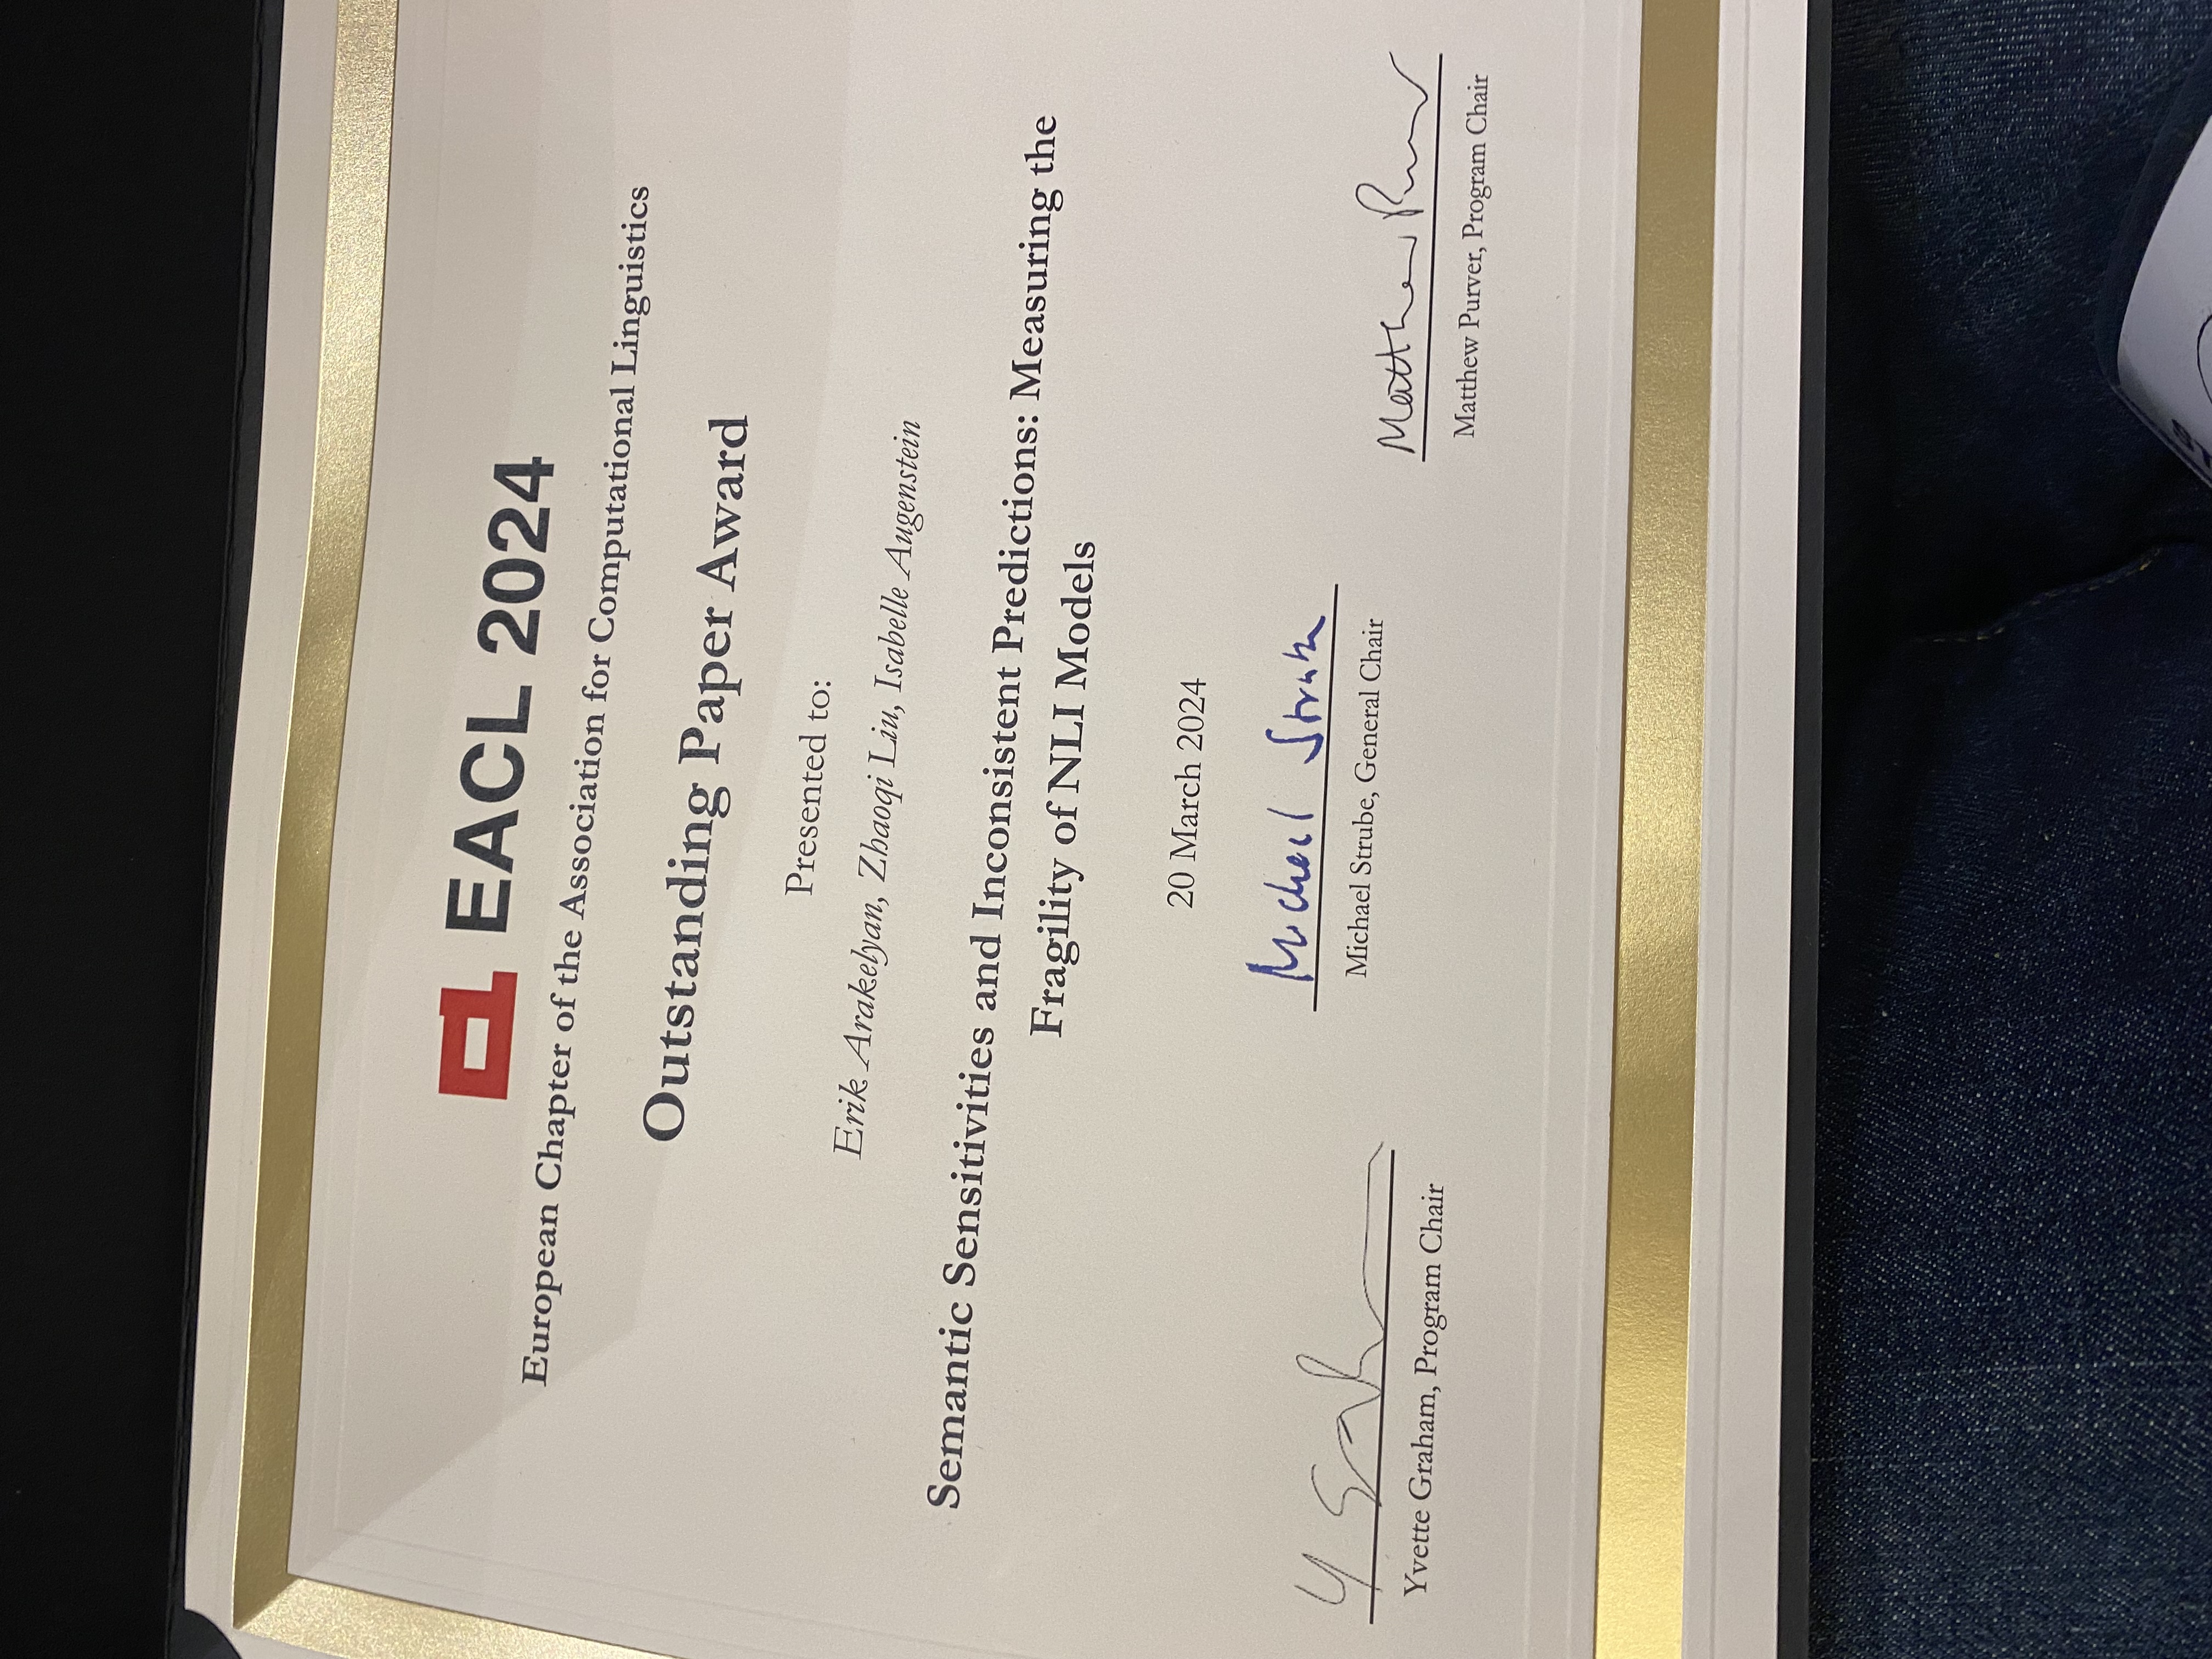 EACL 2024
European Chapter of the Association for Computational Linguistics
Outstanding Paper Award
Presented to:
Erik Arakelyan, Zhaoqi Liu, Isabelle Augenstein
Semantic Sensitivities and Inconsistent Predictions: Measuring the
Fragility of NLI Models
20 March 2024
Michael Strube
Matthew Purver
Yvette Graham, Program Chair
Michael Strube, General Chair
Matthew Purver, Program Chair